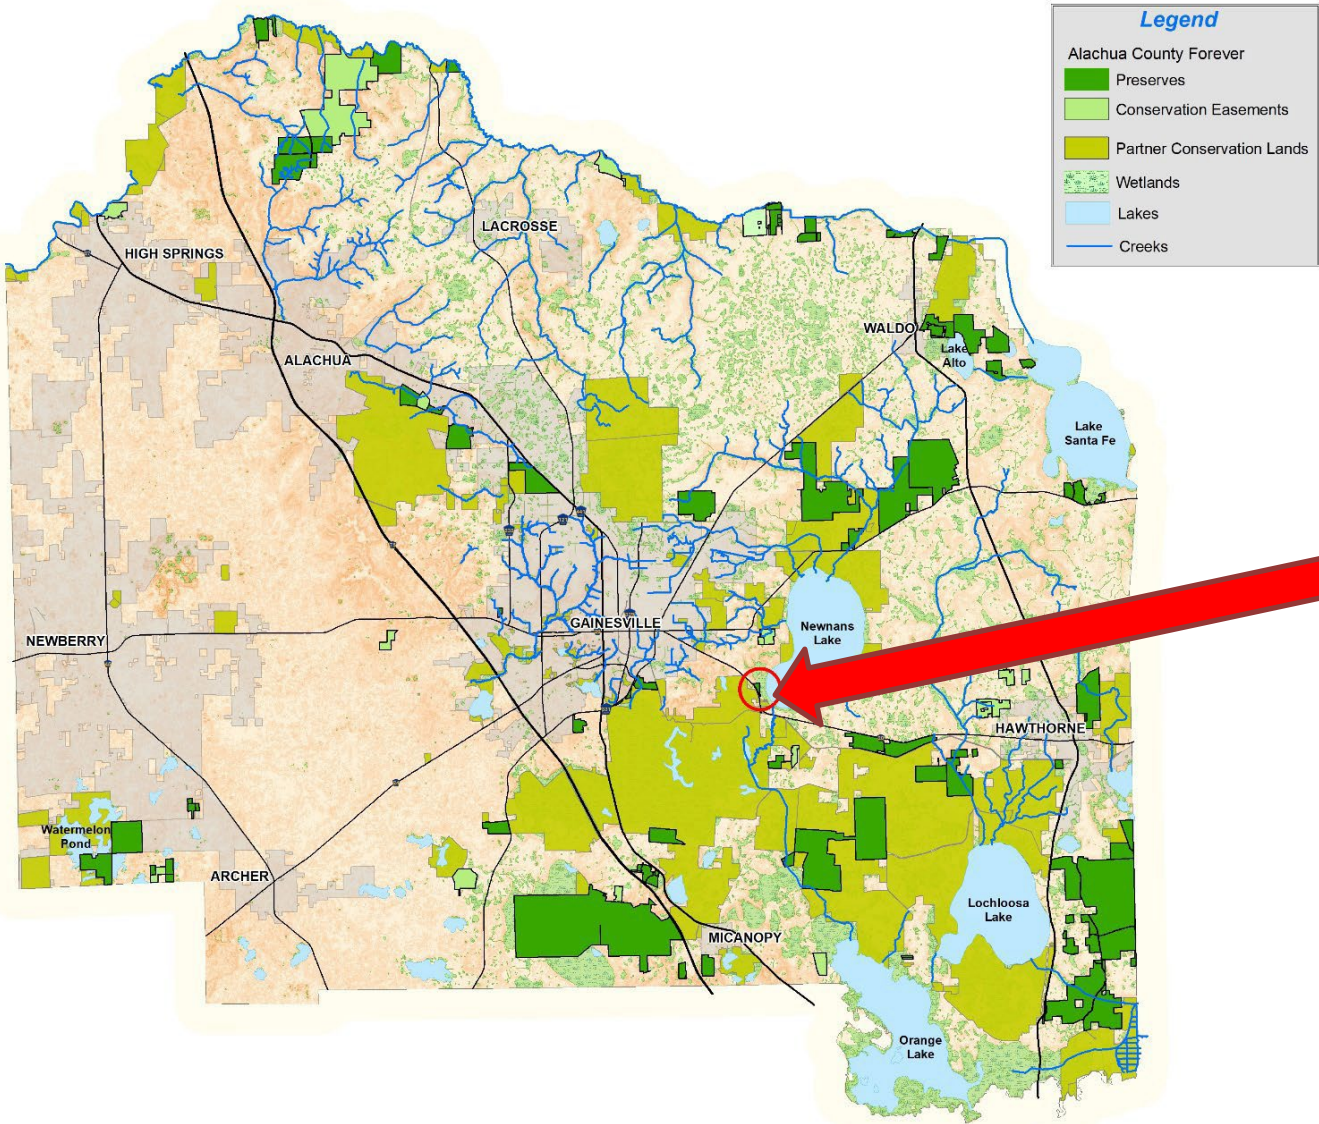 Legend
Alachua County Forever
Preserves
Conservation Easements
Partner Conservation Lands
Wetlands
Lakes
Creeks
LACROSSE
HIGH SPRINGS
WALDO
Lake
Alto
ALACHUA
Lake
Santa Fe
GAINESVILLE
Newnans
Lake
NEWBERRY
HAWTHORNE
Watermelon
Pond
ARCHER
Lochloosa
Lake
MICANOPY
Orange
Lake